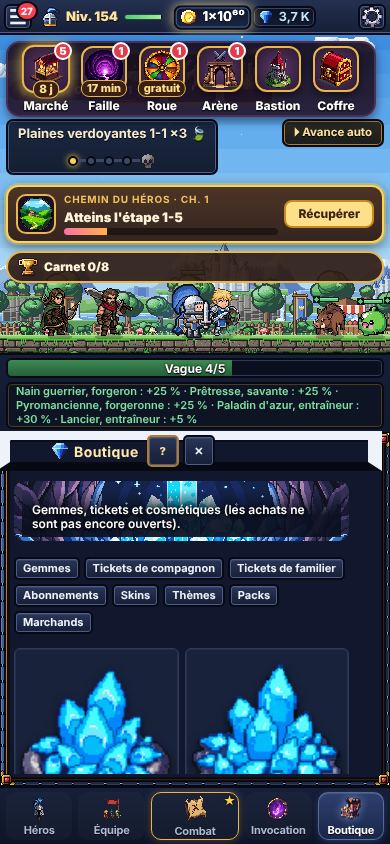 27
Niv. 154
1×10⁶⁰
3,7 K
5
1
1
1
8 j
17 min
gratuit
Marché
Faille
Roue
Arène
Bastion
Coffre
Plaines verdoyantes 1-1 ×3
Avance auto
CHEMIN DU HÉROS · CH. 1
Atteins l'étape 1-5
Récupérer
Carnet 0/8
Vague 4/5
Nain guerrier, forgeron : +25 % · Prêtresse, savante : +25 % ·
Pyromancienne, forgeronne : +25 % · Paladin d'azur, entraîneur :
+30 % · Lancier, entraîneur : +5 %
Boutique
?
×
Gemmes, tickets et cosmétiques (les achats ne
sont pas encore ouverts).
Gemmes
Tickets de compagnon
Tickets de familier
Abonnements
Skins
Thèmes
Packs
Marchands
Héros
Équipe
Combat
Invocation
Boutique